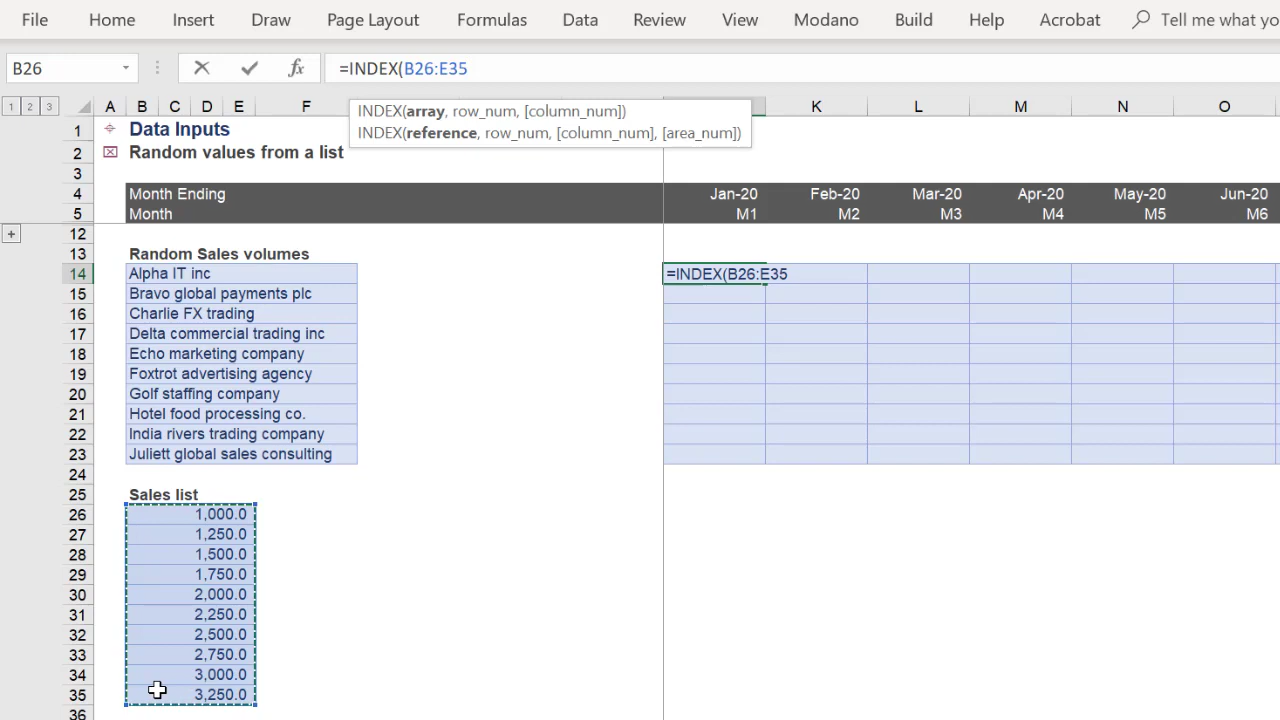 File Home Insert Draw Page Layout Formulas Data Review View Modano Build Help Acrobat Tell me what yo
B26 fx =INDEX(B26:E35
1 2 3 A B C D E F K L M N O
INDEX(array, row_num, [column_num])
INDEX(reference, row_num, [column_num], [area_num])
1 Data Inputs
2 Random values from a list
3
4 Month Ending Jan-20 Feb-20 Mar-20 Apr-20 May-20 Jun-20
5 Month M1 M2 M3 M4 M5 M6
+ 12
13 Random Sales volumes
14 Alpha IT inc =INDEX(B26:E35
15 Bravo global payments plc
16 Charlie FX trading
17 Delta commercial trading inc
18 Echo marketing company
19 Foxtrot advertising agency
20 Golf staffing company
21 Hotel food processing co.
22 India rivers trading company
23 Juliett global sales consulting
24
25 Sales list
26 1,000.0
27 1,250.0
28 1,500.0
29 1,750.0
30 2,000.0
31 2,250.0
32 2,500.0
33 2,750.0
34 3,000.0
35 3,250.0
36